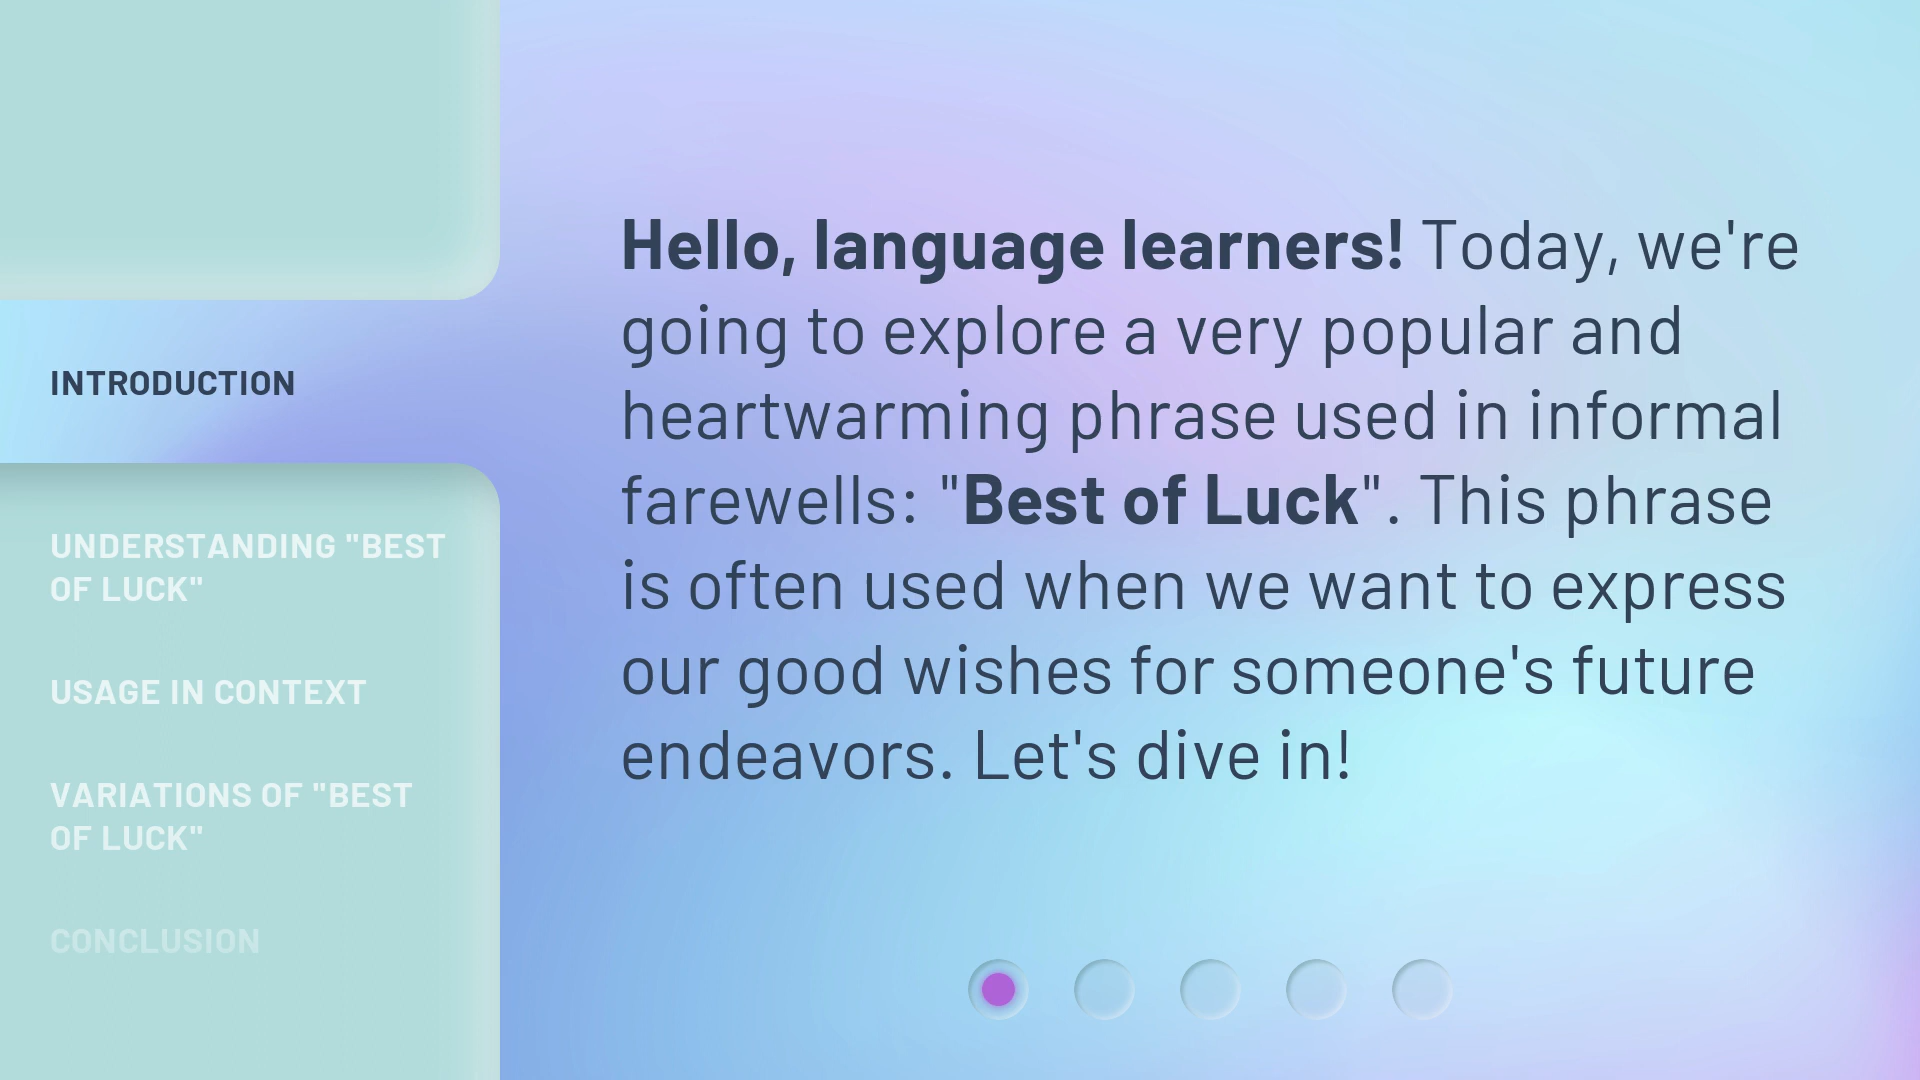 INTRODUCTION
UNDERSTANDING "BEST
OF LUCK"
USAGE IN CONTEXT
VARIATIONS OF "BEST
OF LUCK"
CONCLUSION
Hello, language learners! Today, we're
going to explore a very popular and
heartwarming phrase used in informal
farewells: "Best of Luck". This phrase
is often used when we want to express
our good wishes for someone's future
endeavors. Let's dive in!